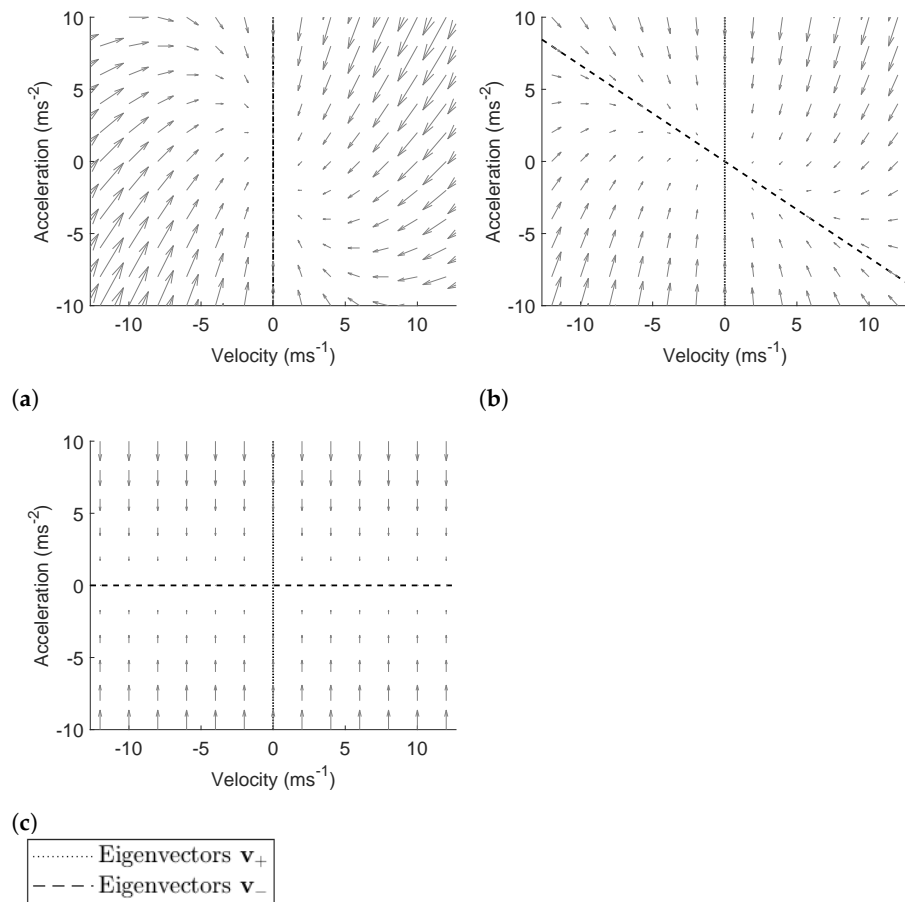 10
5
0
-5
-10
Acceleration (ms⁻²)
-10 -5 0 5 10
Velocity (ms⁻¹)
(a)
10
5
0
-5
-10
Acceleration (ms⁻²)
-10 -5 0 5 10
Velocity (ms⁻¹)
(b)
10
5
0
-5
-10
Acceleration (ms⁻²)
-10 -5 0 5 10
Velocity (ms⁻¹)
(c)
Eigenvectors v₊
Eigenvectors v₋